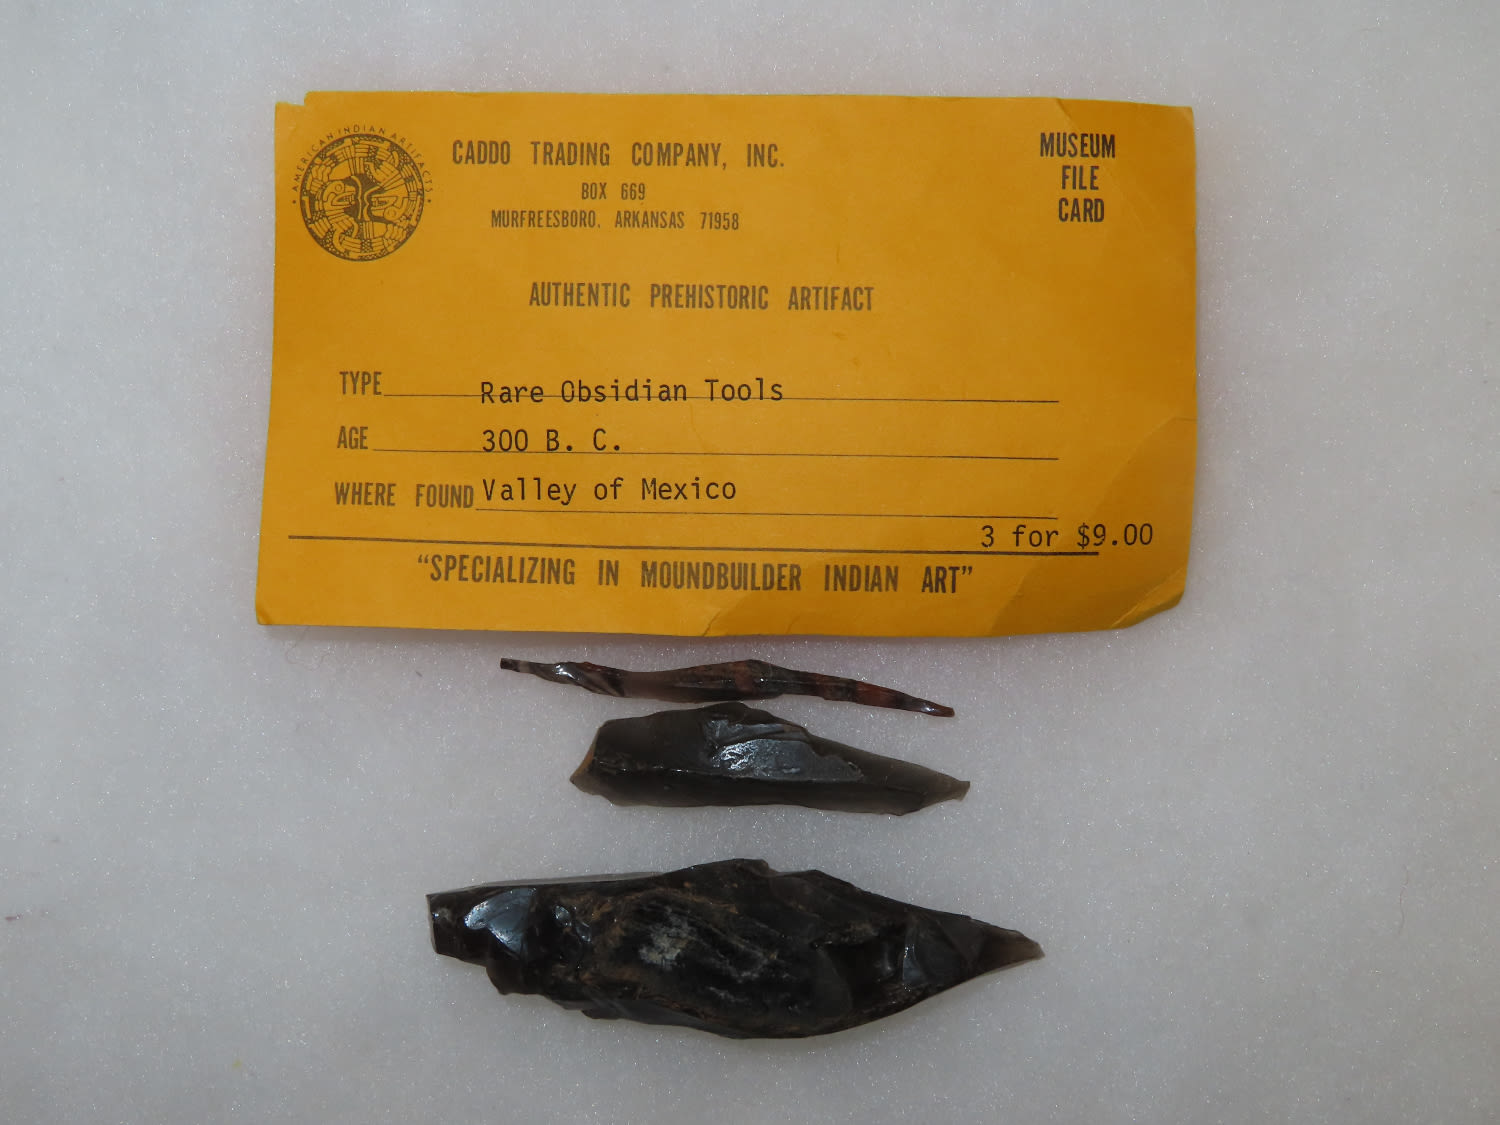 AMERICAN INDIAN ARTIFACTS
CADDO TRADING COMPANY, INC.
BOX 669
MURFREESBORO, ARKANSAS 71958
MUSEUM
FILE
CARD
AUTHENTIC PREHISTORIC ARTIFACT
TYPE Rare Obsidian Tools
AGE 300 B. C.
WHERE FOUND Valley of Mexico
3 for $9.00
“SPECIALIZING IN MOUNDBUILDER INDIAN ART”